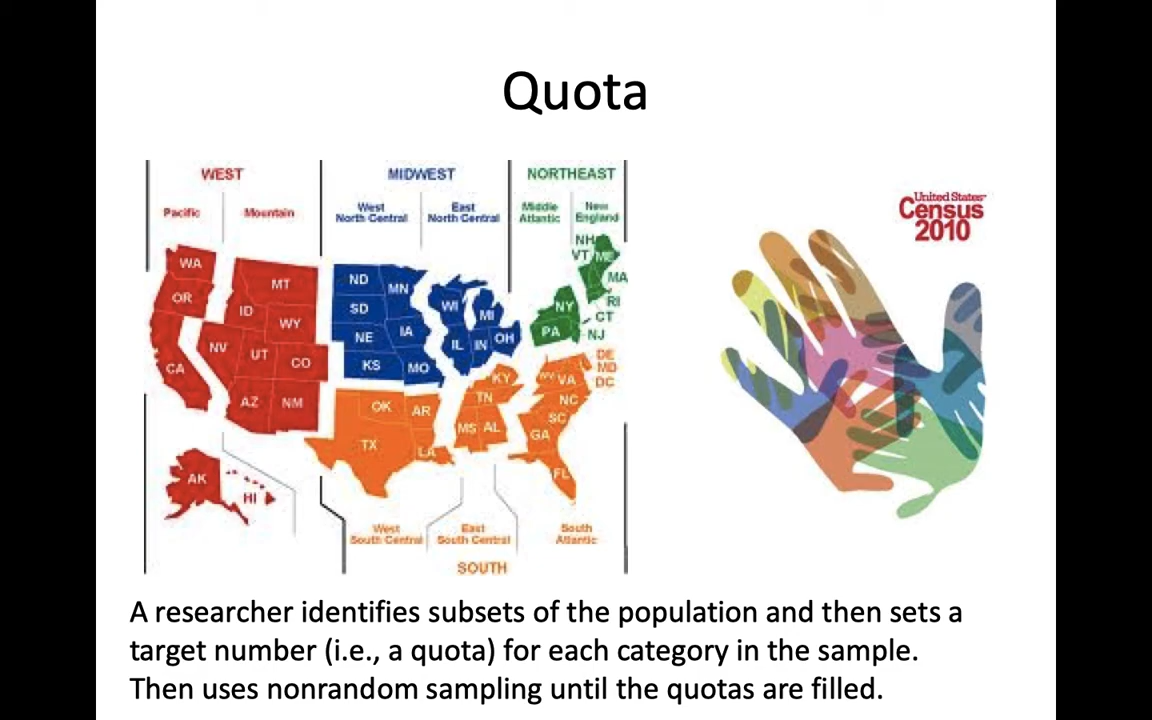 Quota
WEST
MIDWEST
NORTHEAST
Pacific
Mountain
West
North Central
East
North Central
Middle
Atlantic
New
England
WA
OR
CA
MT
ID
WY
NV
UT
CO
AZ
NM
AK
HI
ND
MN
SD
NE
IA
KS
MO
WI
MI
IL
IN
OH
NH
VT
ME
MA
RI
CT
NY
PA
NJ
DE
MD
DC
OK
AR
TX
LA
KY
TN
MS
AL
WV
VA
NC
SC
GA
FL
West
South Central
East
South Central
South
Atlantic
SOUTH
United States
Census
2010
A researcher identifies subsets of the population and then sets a
target number (i.e., a quota) for each category in the sample.
Then uses nonrandom sampling until the quotas are filled.